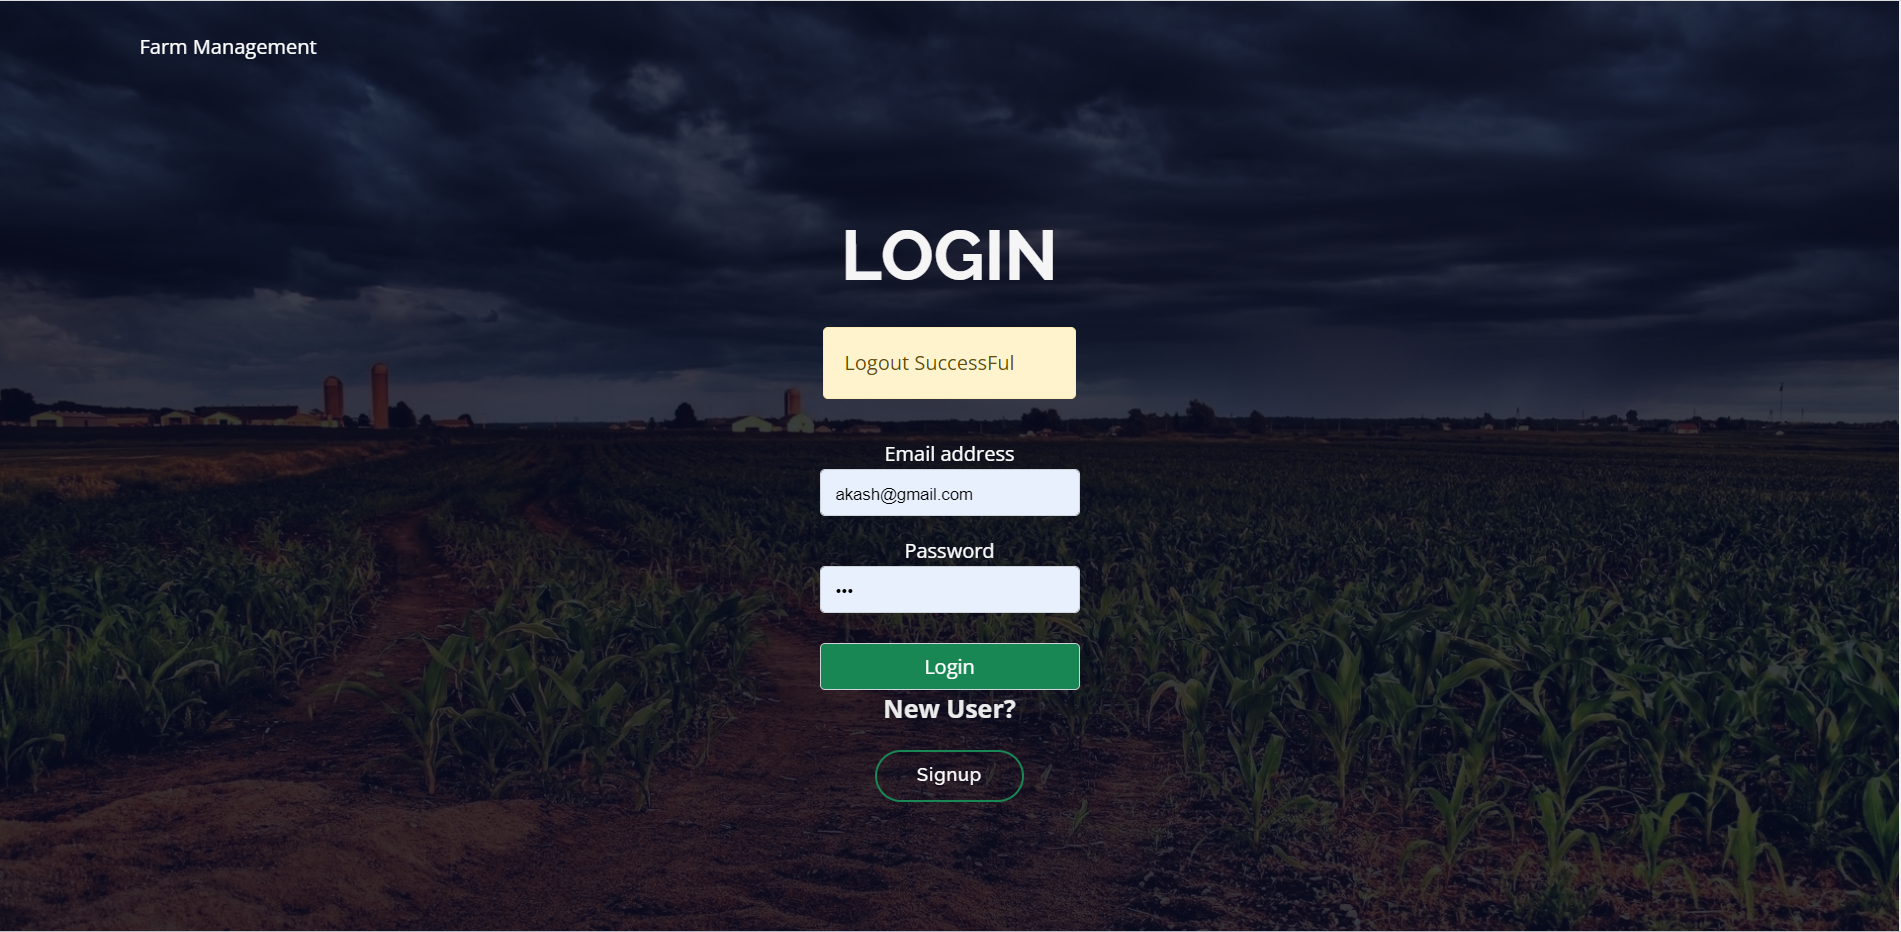 Farm Management
LOGIN
Logout SuccessFul
Email address
akash@gmail.com
Password
•••
Login
New User?
Signup